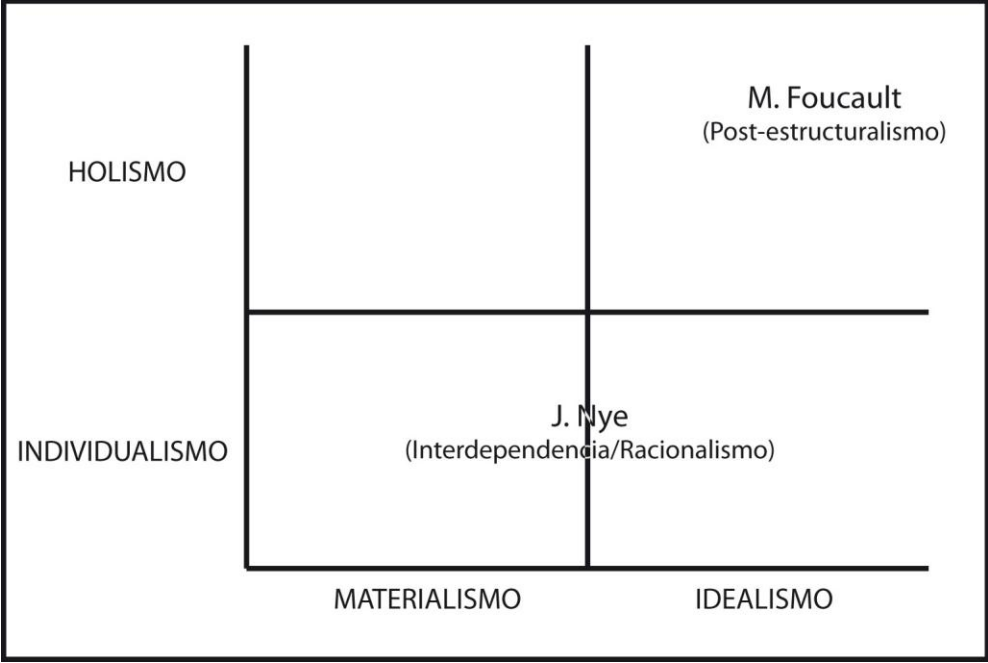 M. Foucault
(Post-estructuralismo)
HOLISMO
J. Nye
(Interdependencia/Racionalismo)
INDIVIDUALISMO
MATERIALISMO
IDEALISMO